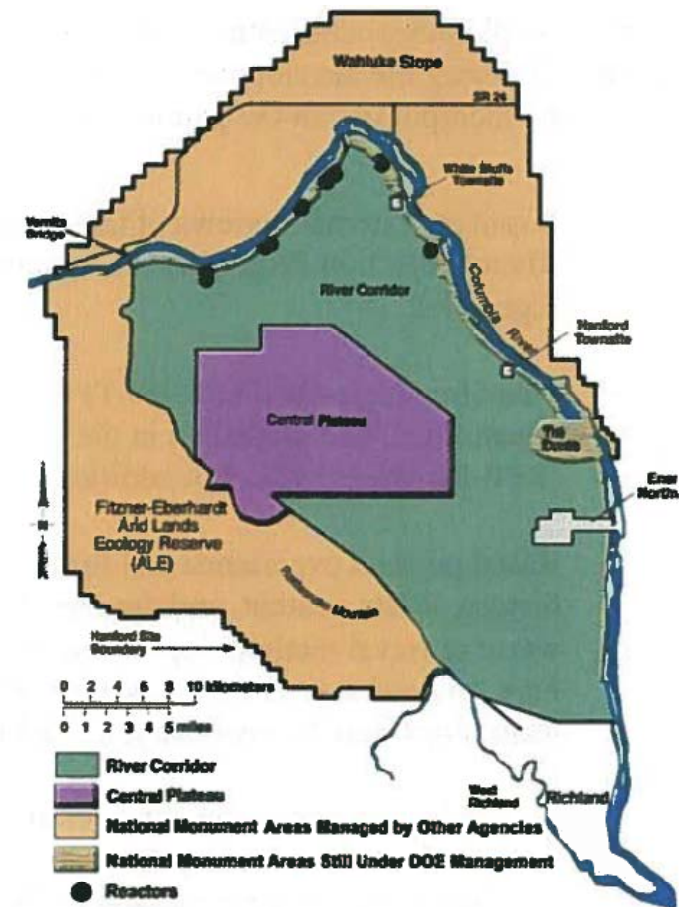 Wahluke Slope
SR 24
White Bluffs
Townsite
Vernita
Bridge
River Corridor
Columbia River
Hanford
Townsite
Central Plateau
The
Dunes
Ener
North
Fitzner-Eberhardt
Arid Lands
Ecology Reserve
(ALE)
N
Rattlesnake Mountain
Hanford Site
Boundary
0 2 4 6 8 10 kilometers
0 1 2 3 4 5 miles
River Corridor
Central Plateau
National Monument Areas Managed by Other Agencies
National Monument Areas Still Under DOE Management
Reactors
West
Richland
Richland